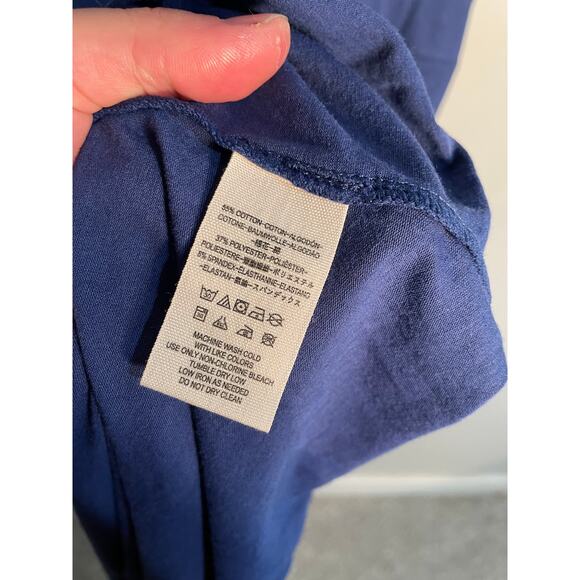 55% COTTON-COTON-ALGODÓN-
COTONE-BAUMWOLLE-ALGODAO
-棉花-綿
37% POLYESTER-POLIÉSTER-
POLIESTERE-聚酯纖維-ポリエステル
8% SPANDEX-ELASTHANNE-ELASTANO
-ELASTAN-氨綸-スパンデックス
MACHINE WASH COLD
WITH LIKE COLORS
USE ONLY NON-CHLORINE BLEACH
TUMBLE DRY LOW
LOW IRON AS NEEDED
DO NOT DRY CLEAN